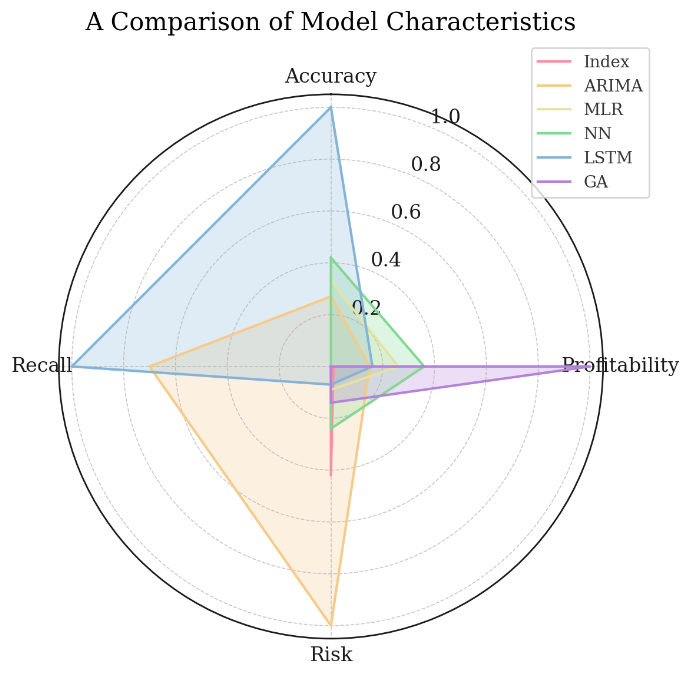 A Comparison of Model Characteristics
Index
ARIMA
MLR
NN
LSTM
GA
Accuracy
1.0
0.8
0.6
0.4
0.2
Recall
Profitability
Risk